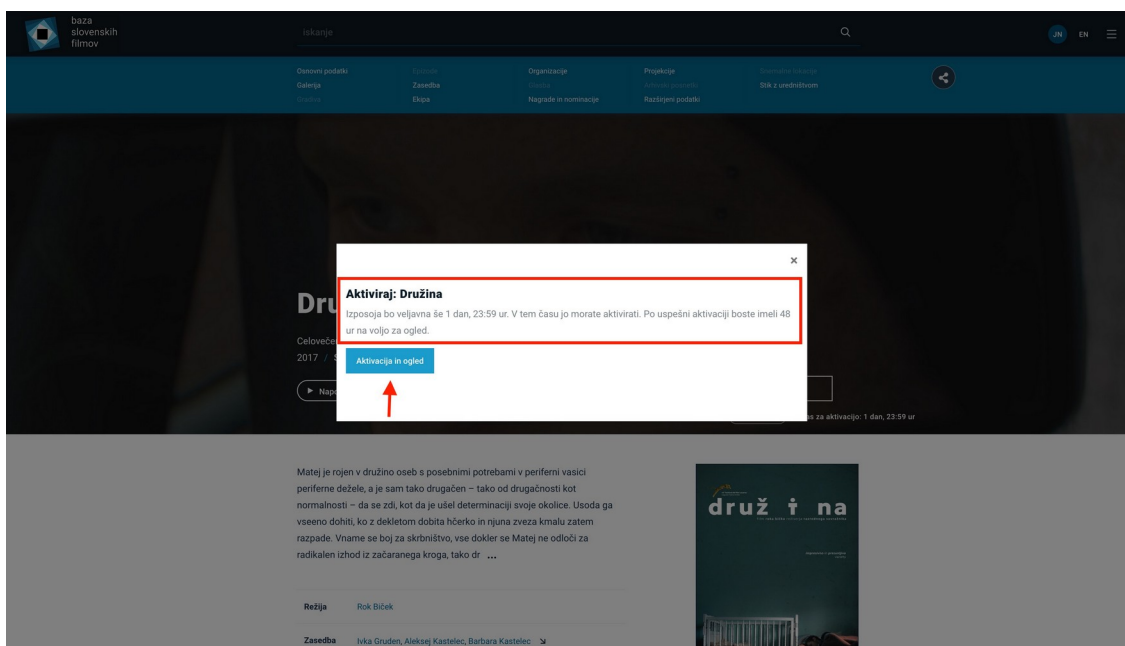 baza
slovenskih
filmov
Iskanje
JN EN
Osnovni podatki
Galerija
Zasedba
Ekipa
Organizacije
Nagrade in nominacije
Projekcije
Razširjeni podatki
Stik z uredništvom
Dru
Celoveče
2017 /
Napo
Aktiviraj: Družina
Izposoja bo veljavna še 1 dan, 23:59 ur. V tem času jo morate aktivirati. Po uspešni aktivaciji boste imeli 48
ur na voljo za ogled.
Aktivacija in ogled
as za aktivacijo: 1 dan, 23:59 ur
Matej je rojen v družino oseb s posebnimi potrebami v periferni vasici
periferne dežele, a je sam tako drugačen – tako od drugačnosti kot
normalnosti – da se zdi, kot da je ušel determinaciji svoje okolice. Usoda ga
vseeno dohiti, ko z dekletom dobita hčerko in njuna zveza kmalu zatem
razpade. Vname se boj za skrbništvo, vse dokler se Matej ne odloči za
radikalen izhod iz začaranega kroga, tako dr ...
družina
Režija Rok Biček
Zasedba Ivka Gruden, Aleksej Kastelec, Barbara Kastelec